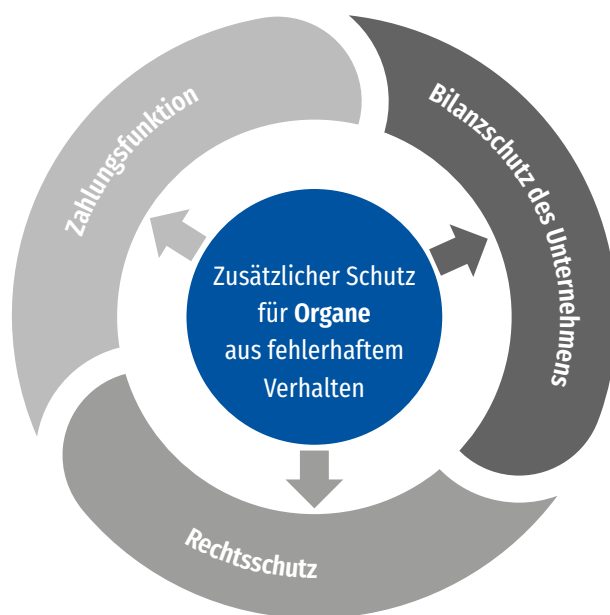 Zahlungsfunktion
Bilanzschutz des Unternehmens
Zusätzlicher Schutz
für Organe
aus fehlerhaftem
Verhalten
Rechtsschutz